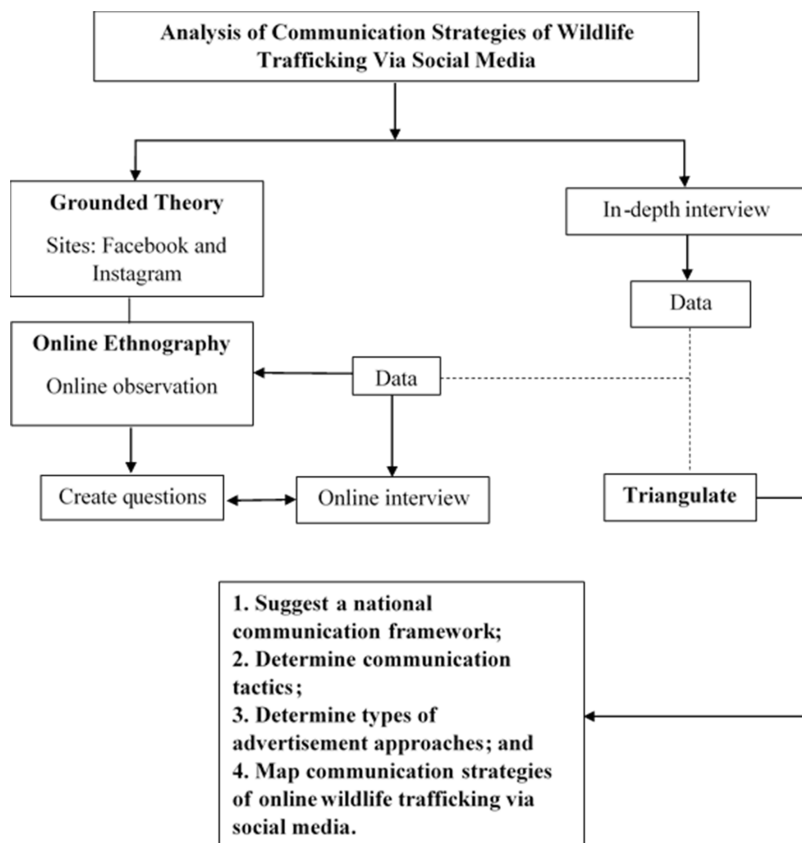 Analysis of Communication Strategies of Wildlife
Trafficking Via Social Media
Grounded Theory
Sites: Facebook and
Instagram
In-depth interview
Data
Online Ethnography
Online observation
Data
Create questions
Online interview
Triangulate
1. Suggest a national
communication framework;
2. Determine communication
tactics;
3. Determine types of
advertisement approaches; and
4. Map communication strategies
of online wildlife trafficking via
social media.